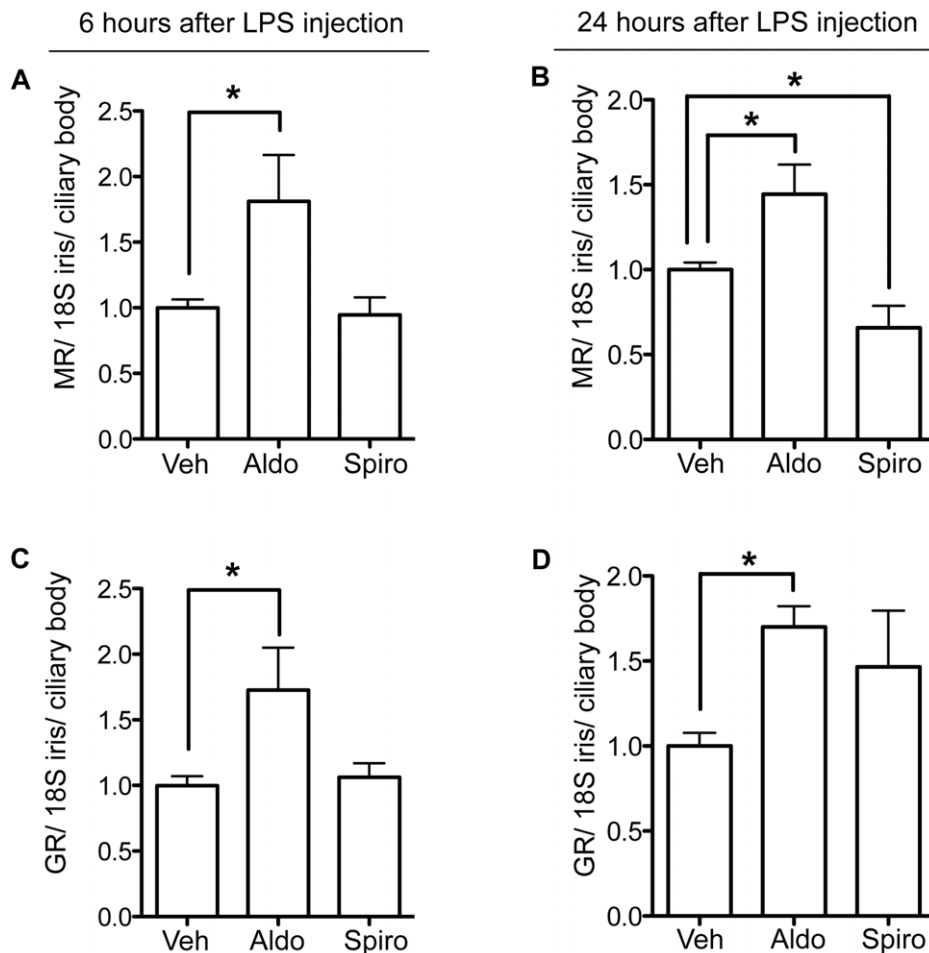 6 hours after LPS injection
24 hours after LPS injection
A
*
MR/ 18S iris/ ciliary body
2.5
2.0
1.5
1.0
0.5
0.0
Veh Aldo Spiro
B
*
*
MR/ 18S iris/ ciliary body
2.0
1.5
1.0
0.5
0.0
Veh Aldo Spiro
C
*
GR/ 18S iris/ ciliary body
2.5
2.0
1.5
1.0
0.5
0.0
Veh Aldo Spiro
D
*
GR/ 18S iris/ ciliary body
2.0
1.5
1.0
0.5
0.0
Veh Aldo Spiro